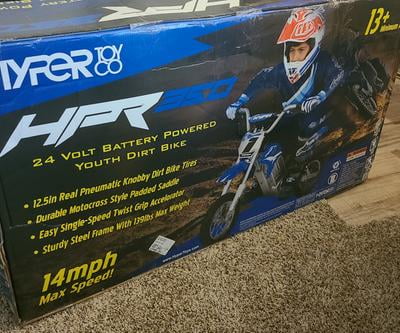 HYPER TOY CO
13+
HPR 350
24 VOLT BATTERY POWERED
YOUTH DIRT BIKE
• 12.5in Real Pneumatic Knobby Dirt Bike Tires
• Durable Motocross Style Padded Saddle
• Easy Single-Speed Twist Grip Accelerator
• Sturdy Steel Frame With 139lbs Max Weight
14mph
Max Speed!